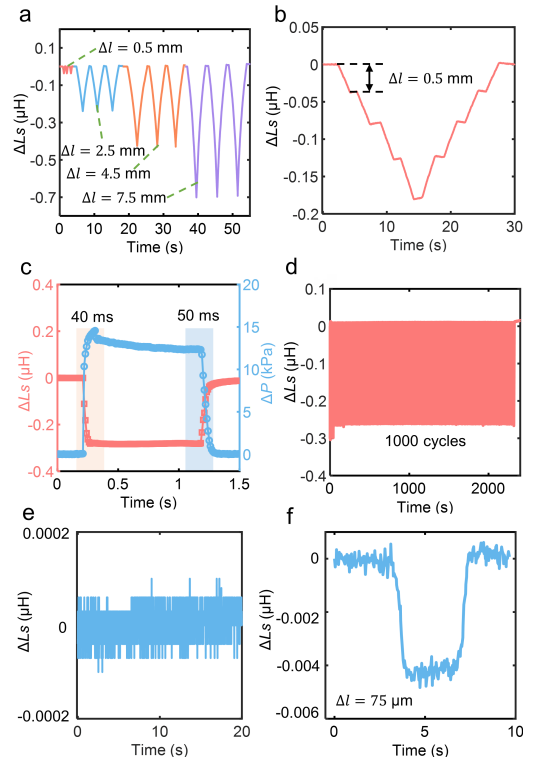 a
0.1
-0.1
-0.3
-0.5
-0.7
ΔLs (μH)
Δl = 0.5 mm
Δl = 2.5 mm
Δl = 4.5 mm
Δl = 7.5 mm
0 10 20 30 40 50
Time (s)
b
0.05
0
-0.05
-0.1
-0.15
-0.2
ΔLs (μH)
Δl = 0.5 mm
0 10 20 30
Time (s)
c
0.4
0.2
0
-0.2
-0.4
ΔLs (μH)
40 ms
50 ms
20
15
10
5
0
ΔP (kPa)
0 0.5 1 1.5
Time (s)
d
0.1
0
-0.1
-0.2
-0.3
-0.4
ΔLs (μH)
1000 cycles
0 1000 2000
Time (s)
e
0.0002
0
-0.0002
ΔLs (μH)
0 10 20
Time (s)
f
0
-0.002
-0.004
-0.006
ΔLs (μH)
Δl = 75 μm
0 5 10
Time (s)